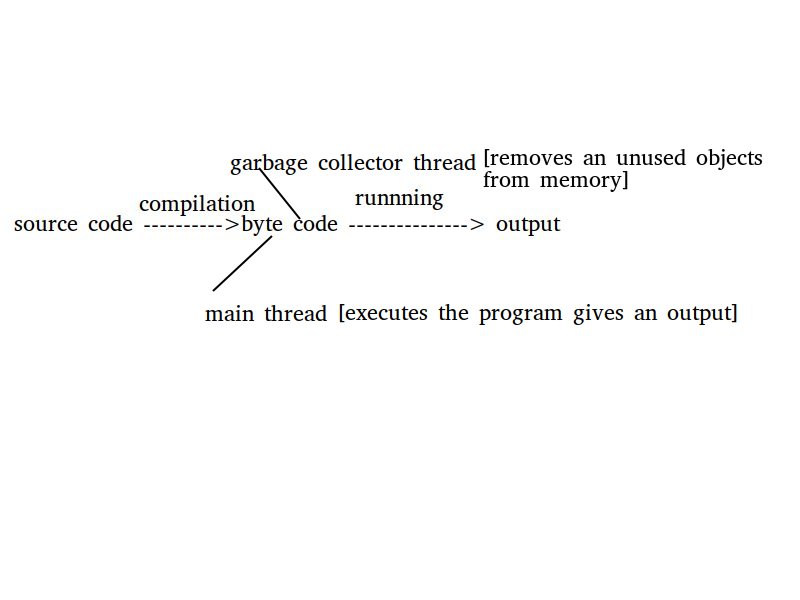 garbage collector thread [removes an unused objects
from memory]
compilation runnning
source code ---------->byte code ---------------> output
main thread [executes the program gives an output]